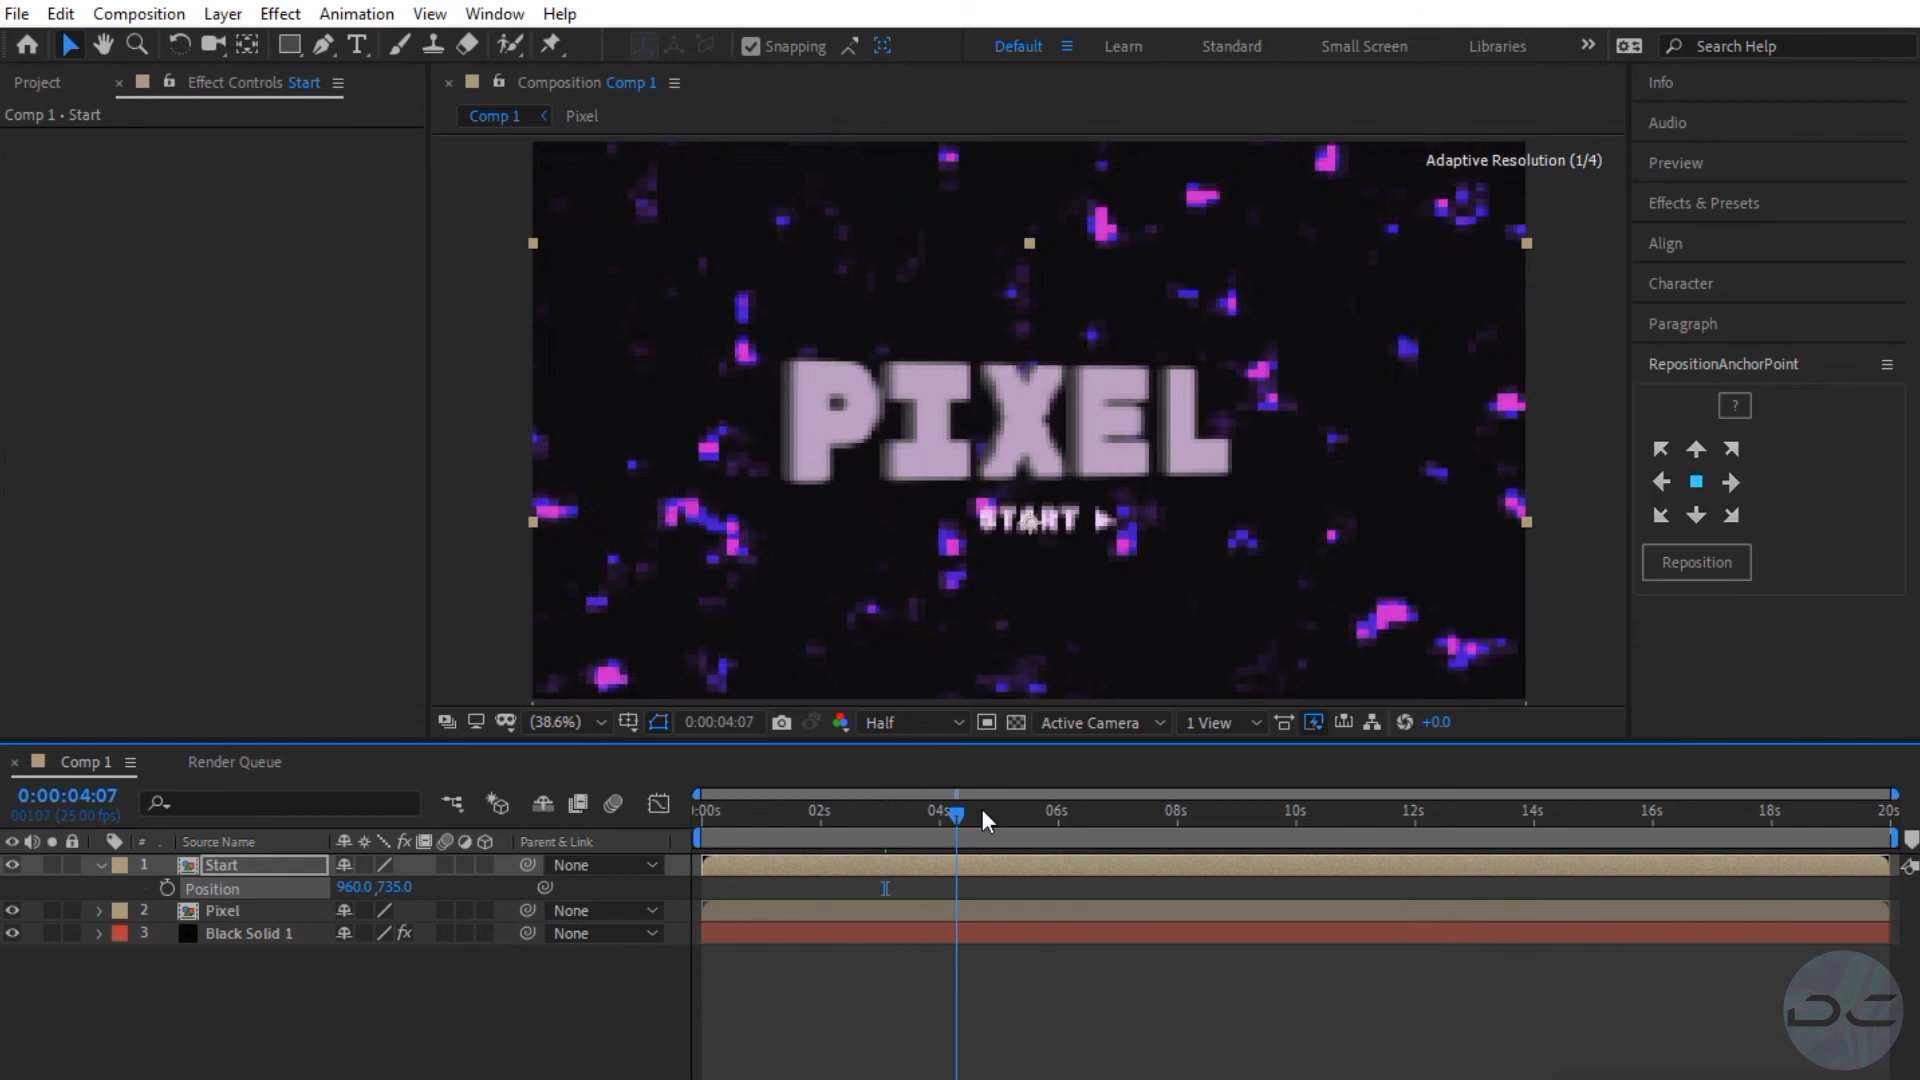 File Edit Composition Layer Effect Animation View Window Help
Snapping Default Learn Standard Small Screen Libraries Search Help
Project Effect Controls Start
Comp 1 • Start
Composition Comp 1
Comp 1 Pixel
Adaptive Resolution (1/4)
PIXEL
START
(38.6%) 0:00:04:07 Half Active Camera 1 View +0.0
Info
Audio
Preview
Effects & Presets
Align
Character
Paragraph
RepositionAnchorPoint
?
Reposition
Comp 1 Render Queue
0:00:04:07
00107 (25.00 fps)
:00s 02s 04s 06s 08s 10s 12s 14s 16s 18s 20s
# Source Name fx Parent & Link
1 Start None
Position 960.0,735.0
2 Pixel None
3 Black Solid 1 fx None
DC